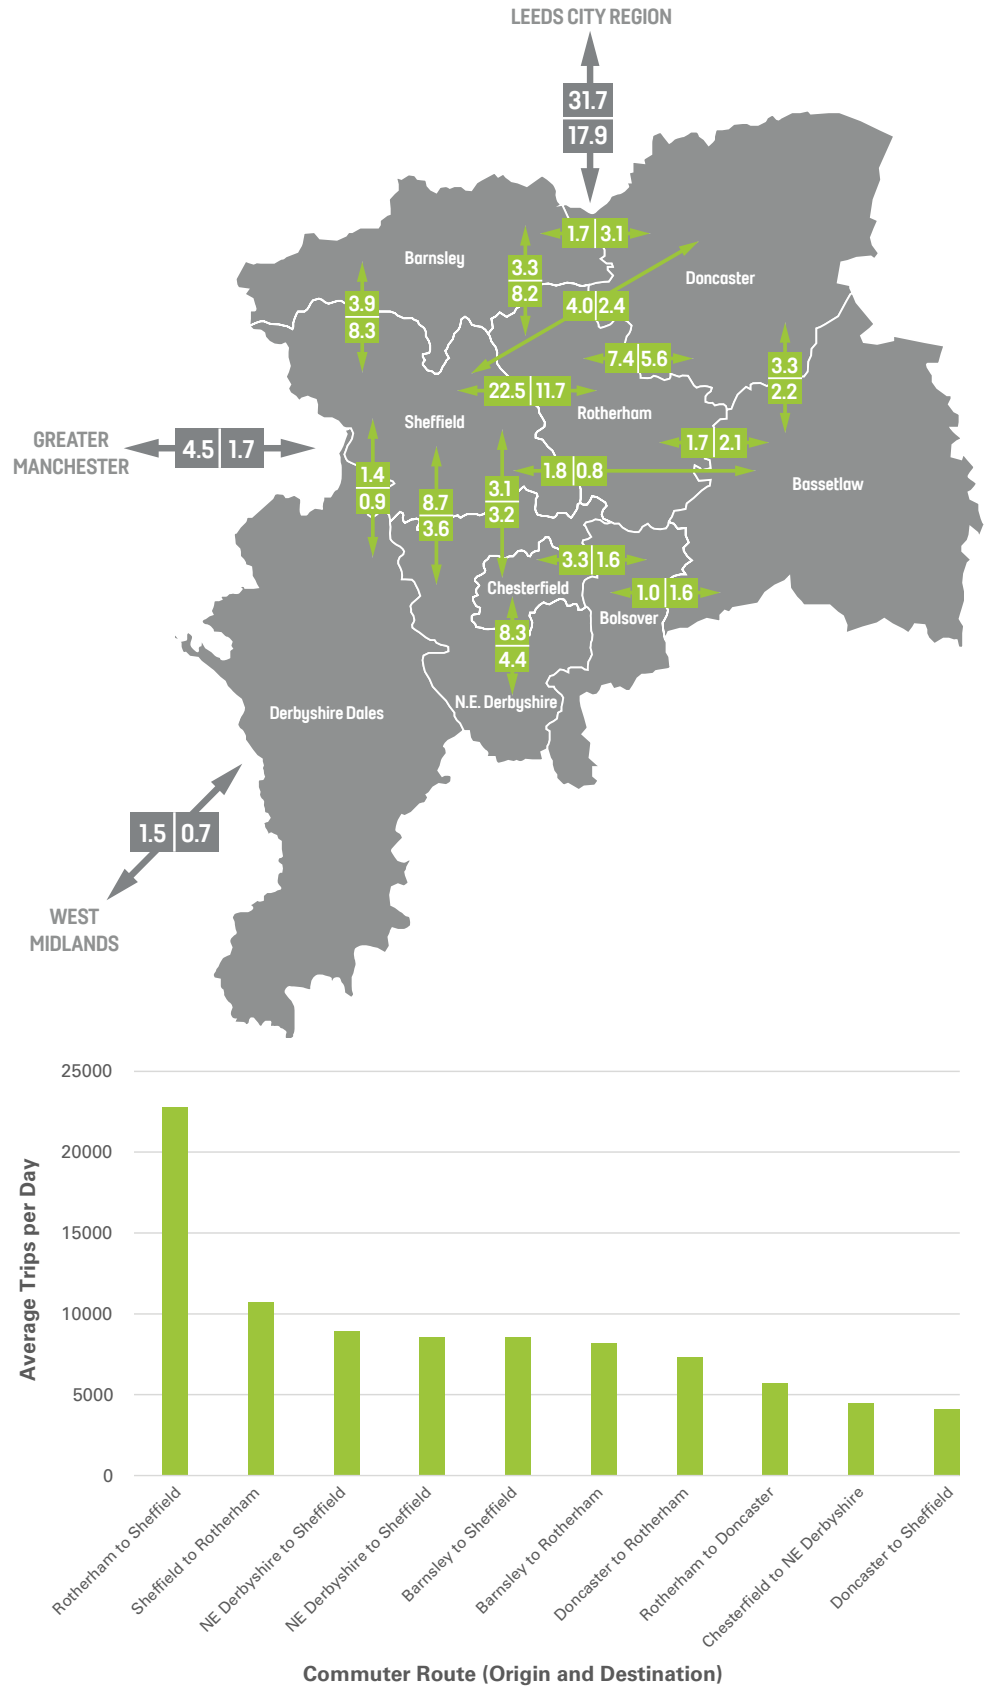 LEEDS CITY REGION
31.7
17.9
1.7 3.1
Barnsley
3.3
8.2
Doncaster
3.9
8.3
4.0 2.4
7.4 5.6
3.3
2.2
22.5 11.7
Rotherham
Sheffield
GREATER
MANCHESTER
4.5 1.7
1.7 2.1
1.4
0.9
1.8 0.8
Bassetlaw
8.7
3.6
3.1
3.2
3.3 1.6
Chesterfield
1.0 1.6
Bolsover
8.3
4.4
N.E. Derbyshire
Derbyshire Dales
1.5 0.7
WEST
MIDLANDS
25000
20000
15000
10000
5000
0
Average Trips per Day
Rotherham to Sheffield
Sheffield to Rotherham
NE Derbyshire to Sheffield
NE Derbyshire to Sheffield
Barnsley to Sheffield
Barnsley to Rotherham
Doncaster to Rotherham
Rotherham to Doncaster
Chesterfield to NE Derbyshire
Doncaster to Sheffield
Commuter Route (Origin and Destination)